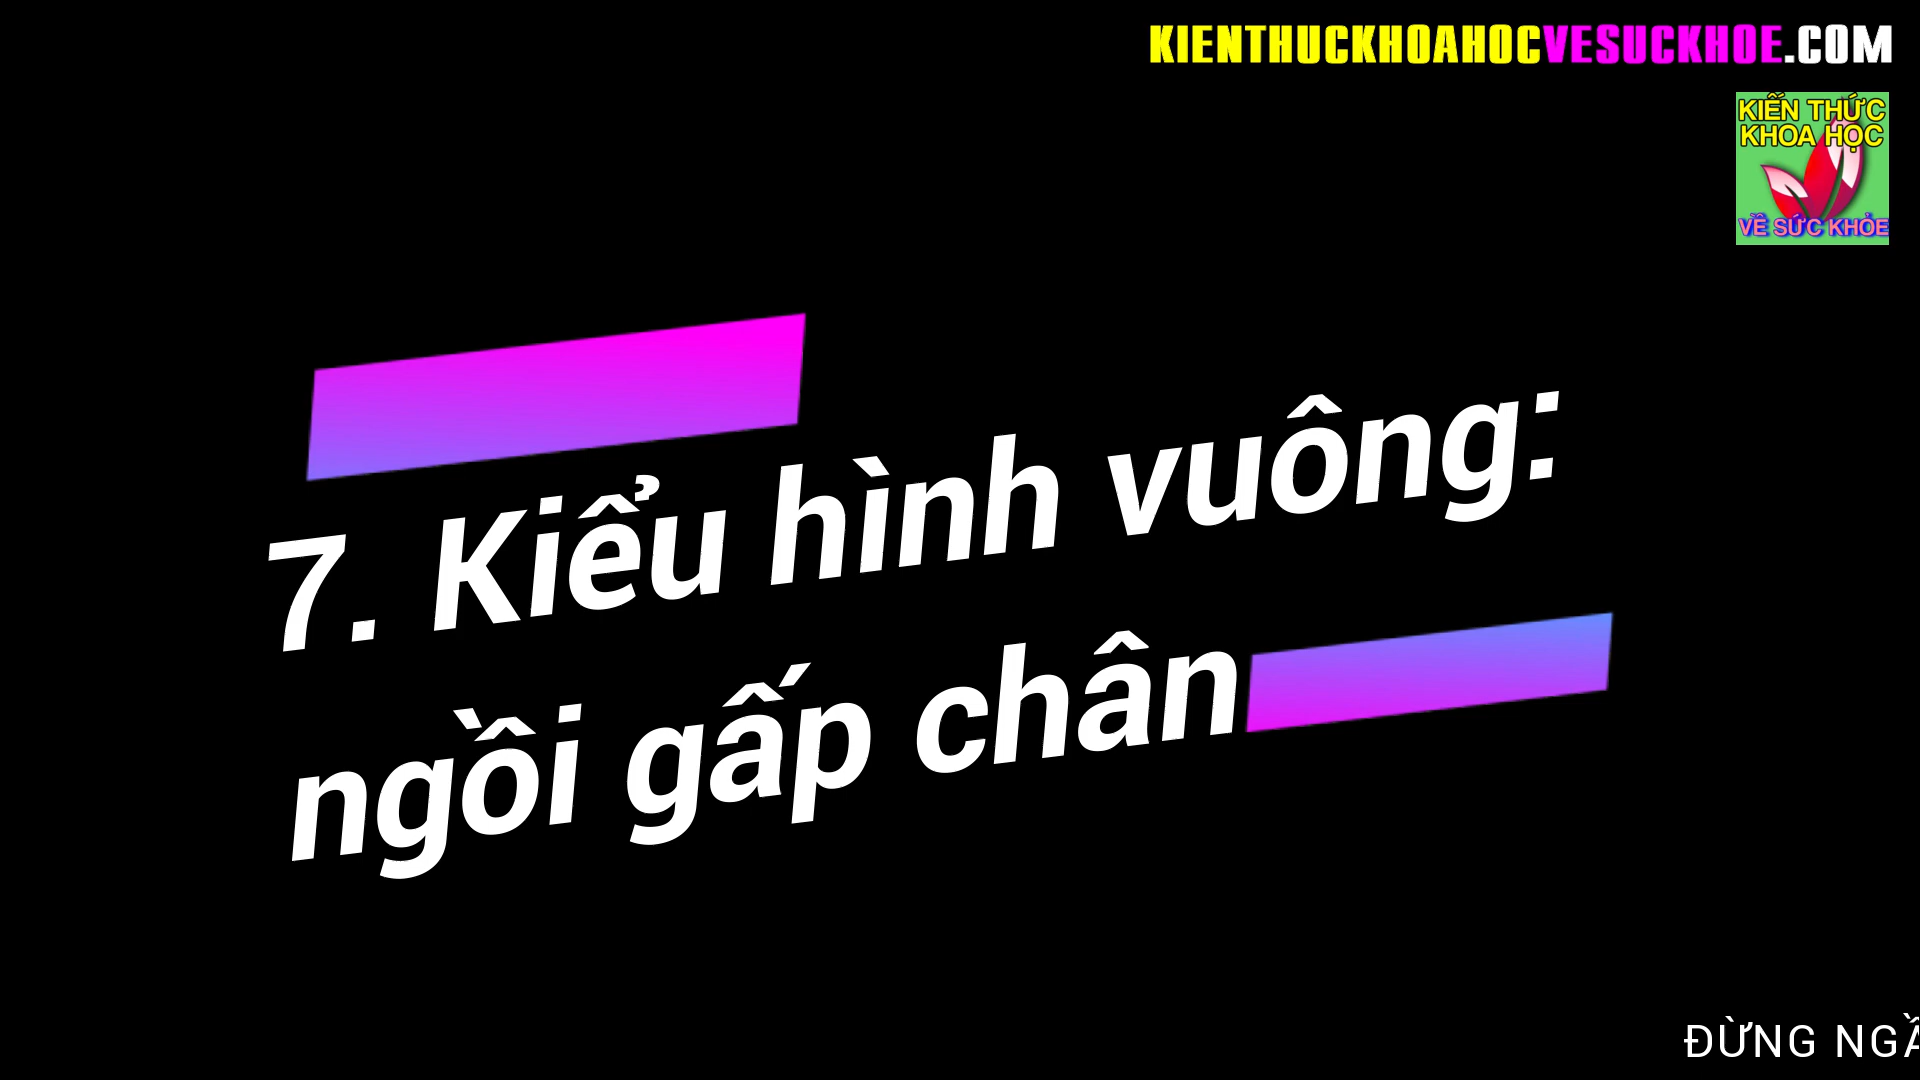 KIENTHUCKHOAHOCVESUCKHOE.COM
KIẾN THỨC
KHOA HỌC
VỀ SỨC KHỎE
7. Kiểu hình vuông:
ngồi gấp chân
ĐỪNG